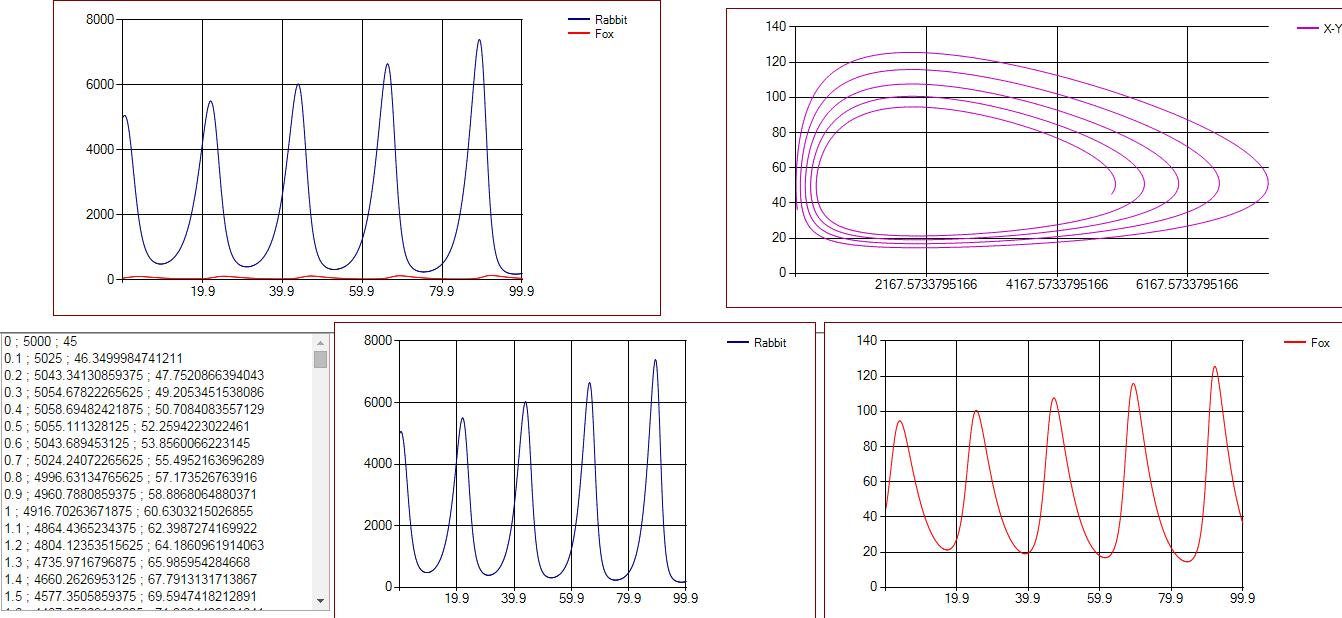 8000
6000
4000
2000
0
19.9 39.9 59.9 79.9 99.9
Rabbit
Fox
140
120
100
80
60
40
20
0
2167.5733795166 4167.5733795166 6167.5733795166
X-Y
0 ; 5000 ; 45
0.1 ; 5025 ; 46.3499984741211
0.2 ; 5043.34130859375 ; 47.7520866394043
0.3 ; 5054.67822265625 ; 49.2053451538086
0.4 ; 5058.69482421875 ; 50.7084083557129
0.5 ; 5055.111328125 ; 52.2594223022461
0.6 ; 5043.689453125 ; 53.8560066223145
0.7 ; 5024.24072265625 ; 55.4952163696289
0.8 ; 4996.63134765625 ; 57.173526763916
0.9 ; 4960.7880859375 ; 58.8868064880371
1 ; 4916.70263671875 ; 60.6303215026855
1.1 ; 4864.4365234375 ; 62.3987274169922
1.2 ; 4804.12353515625 ; 64.1860961914063
1.3 ; 4735.9716796875 ; 65.985954284668
1.4 ; 4660.2626953125 ; 67.7913131713867
1.5 ; 4577.3505859375 ; 69.5947418212891
8000
6000
4000
2000
0
19.9 39.9 59.9 79.9 99.9
Rabbit
140
120
100
80
60
40
20
0
19.9 39.9 59.9 79.9 99.9
Fox